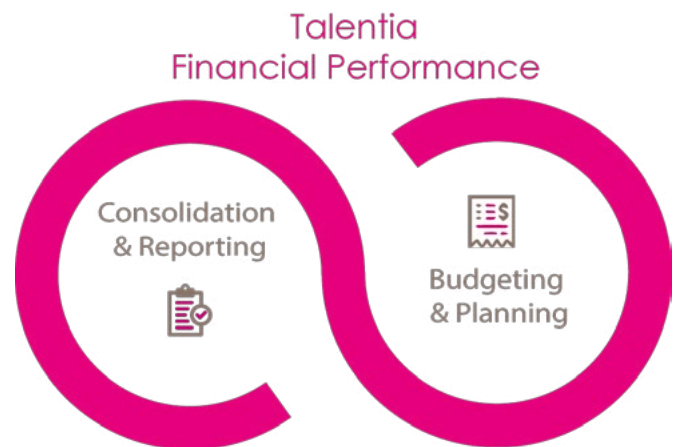 Talentia
Financial Performance
Consolidation
& Reporting
Budgeting
& Planning